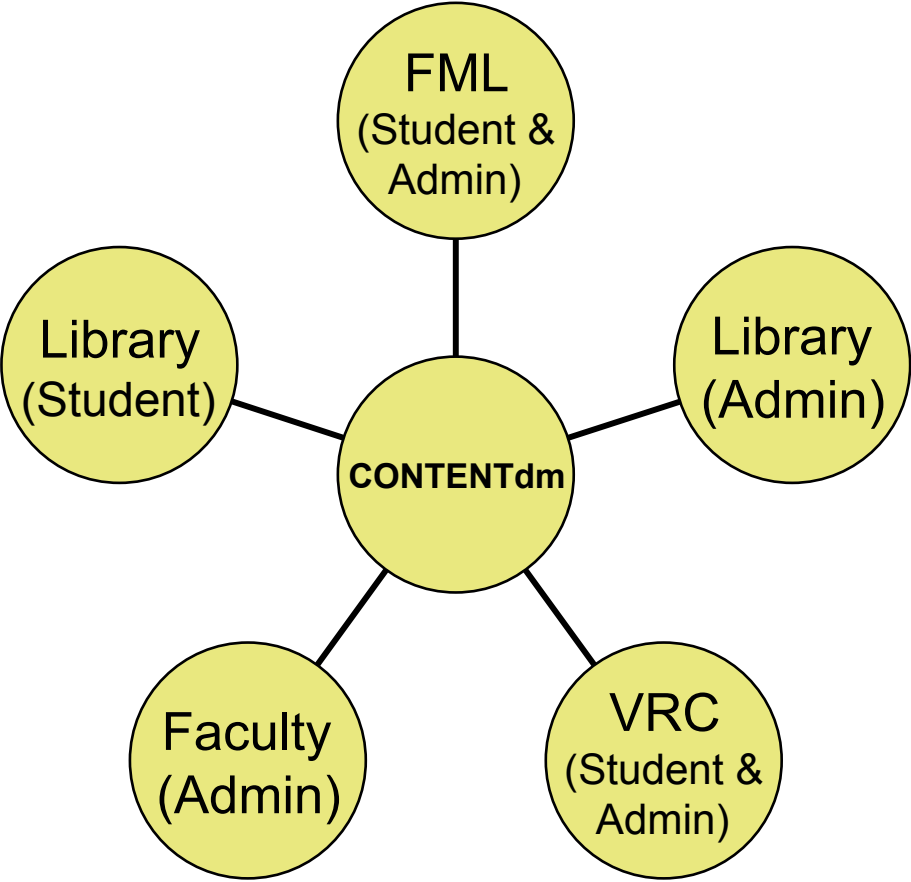 FML
(Student &
Admin)
Library
(Student)
Library
(Admin)
CONTENTdm
Faculty
(Admin)
VRC
(Student &
Admin)